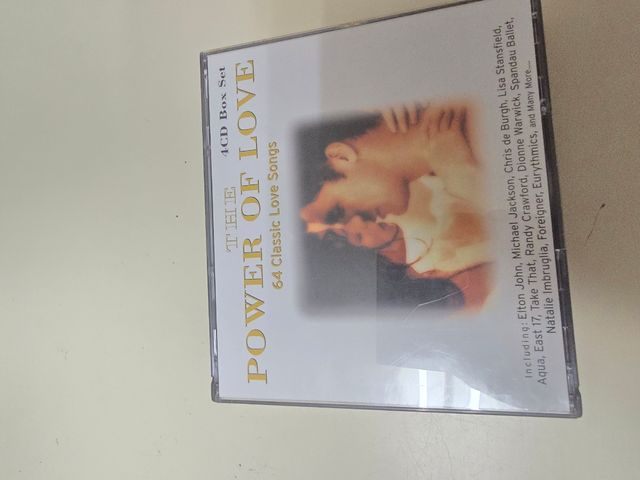 4CD Box Set
THE
POWER OF LOVE
64 Classic Love Songs
Including: Elton John, Michael Jackson, Chris de Burgh, Lisa Stansfield,
Aqua, East 17, Take That, Randy Crawford, Dionne Warwick, Spandau Ballet,
Natalie Imbruglia, Foreigner, Eurythmics, and Many More...